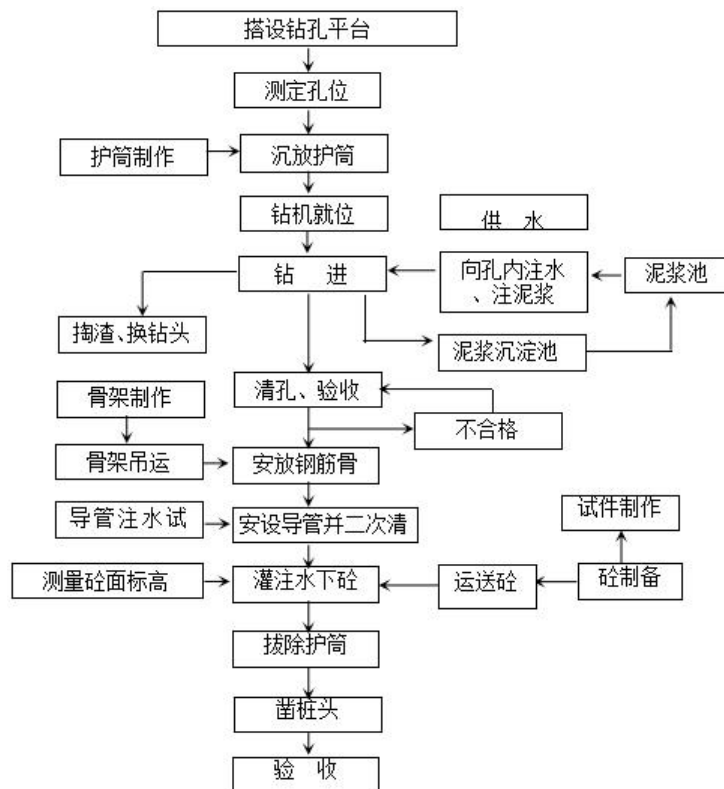 搭设钻孔平台
测定孔位
护筒制作
沉放护筒
钻机就位
供 水
钻 进
向孔内注水
、注泥浆
泥浆池
掏渣、换钻头
泥浆沉淀池
清孔、验收
骨架制作
不合格
骨架吊运
安放钢筋骨
导管注水试
安设导管并二次清
试件制作
测量砼面标高
灌注水下砼
运送砼
砼制备
拔除护筒
凿桩头
验 收